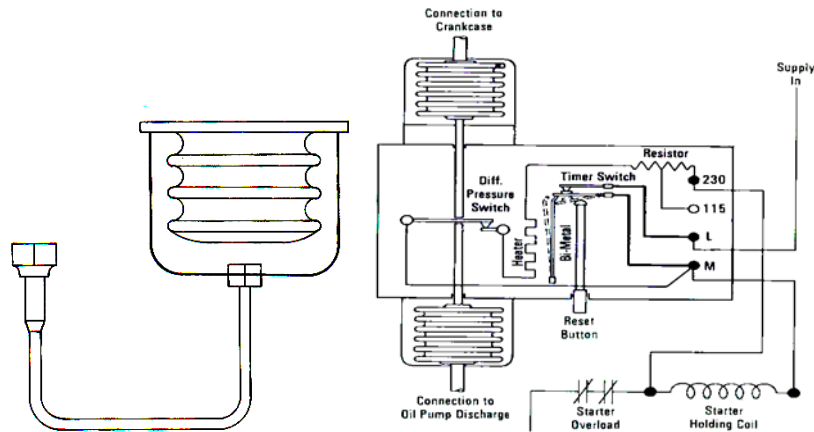 Connection to
Crankcase
Supply
In
Resistor
Timer Switch
230
Diff.
Pressure
Switch
115
L
Heater
Bi-Metal
M
Reset
Button
Connection to
Oil Pump Discharge
Starter
Overload
Starter
Holding Coil